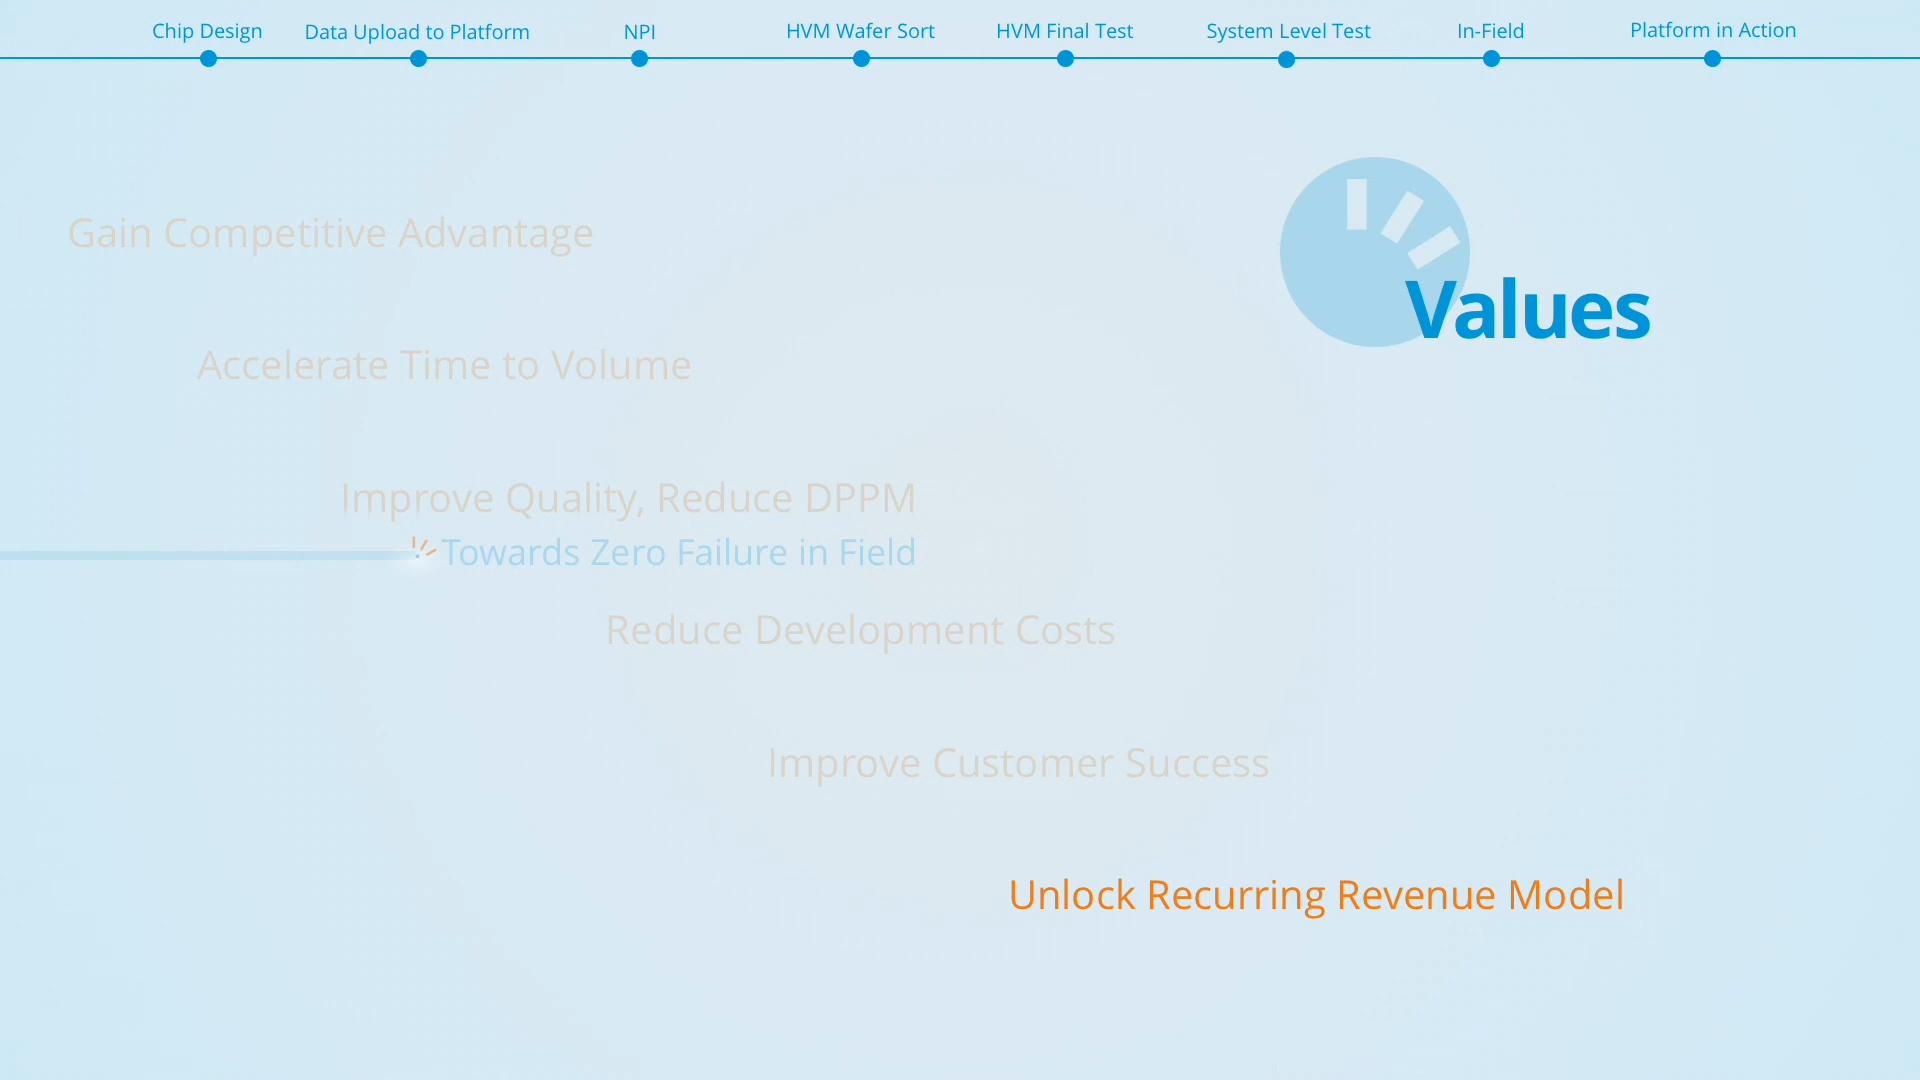 Chip Design
Data Upload to Platform
NPI
HVM Wafer Sort
HVM Final Test
System Level Test
In-Field
Platform in Action
Values
Gain Competitive Advantage
Accelerate Time to Volume
Improve Quality, Reduce DPPM
Towards Zero Failure in Field
Reduce Development Costs
Improve Customer Success
Unlock Recurring Revenue Model